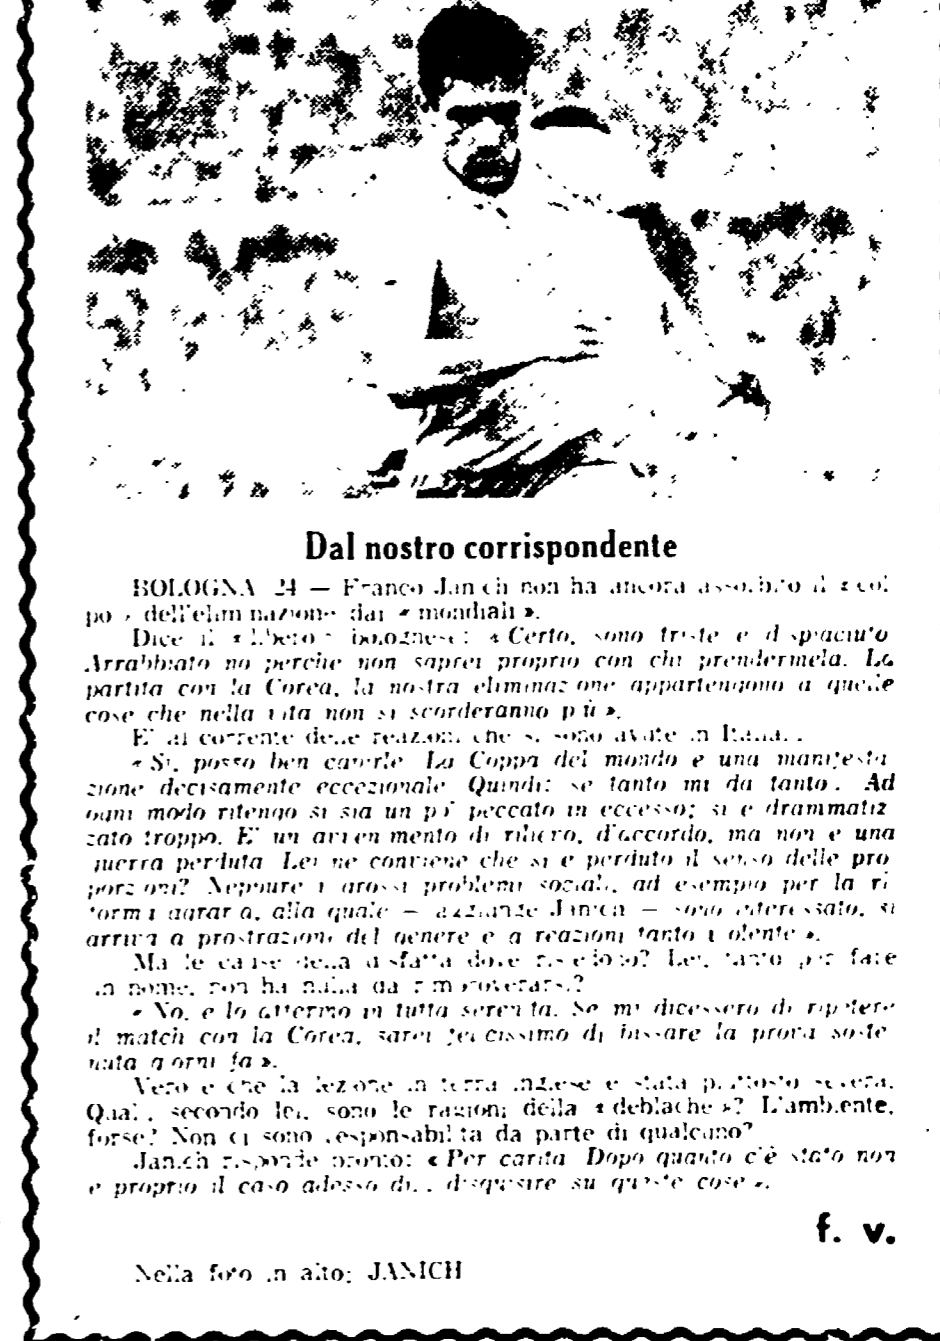 Dal nostro corrispondente
BOLOGNA 24 — Franco Janich non ha ancora assorbito il « col
po » dell'eliminazione dai « mondiali ».
Dice il « libero » bolognese: « Certo, sono triste e dispiaciuto
Arrabbiato no perché non saprei proprio con chi prendermela. La
partita con la Corea, la nostra eliminazione appartengono a quelle
cose che nella vita non si scorderanno più ».
E' al corrente delle reazioni che si sono avute in Italia..
« Sì, posso ben capirle La Coppa del mondo è una manifesta
zione decisamente eccezionale Quindi: se tanto mi dà tanto. Ad
ogni modo ritengo si sia un po' peccato in eccesso; si è drammatiz
zato troppo. E' un avvenimento di rilievo, d'accordo, ma non è una
guerra perduta Lei ne conviene che si è perduto il senso delle pro
porzioni? Neppure i grossi problemi sociali, ad esempio per la ri
forma agraria, alla quale — aggiunge Janich — sono interessato, si
arriva a prostrazioni del genere e a reazioni tanto violente ».
Ma le cause della disfatta dove risiedono? Lei, tanto per fare
un nome, non ha nulla da rimproverarsi?
« No, e lo affermo in tutta serenità. Se mi dicessero di ripetere
il match con la Corea, sarei felicissimo di bissare la prova soste
nuta giorni fa ».
Vero è che la lezione in terra inglese è stata piuttosto severa.
Quali, secondo lei, sono le ragioni della « deblache »? L'ambiente,
forse? Non ci sono responsabilità da parte di qualcuno?
Janich risponde pronto: « Per carità Dopo quanto c'è stato non
è proprio il caso adesso di.. disquisire su queste cose ».
f. v.
Nella foto in alto: JANICH